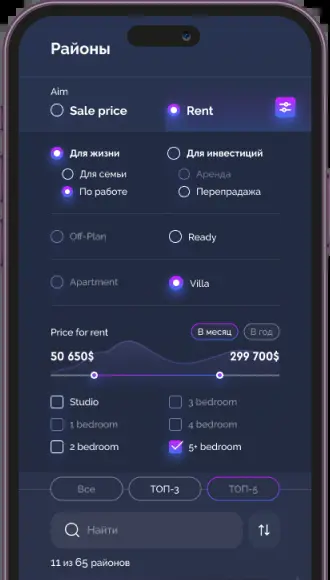 Районы
Aim
Sale price
Rent
Для жизни
Для инвестиций
Для семьи
Аренда
По работе
Перепрадажа
Off-Plan
Ready
Apartment
Villa
Price for rent
В месяц
В год
50 650$
299 700$
Studio
3 bedroom
1 bedroom
4 bedroom
2 bedroom
5+ bedroom
Все
ТОП-3
ТОП-5
Найти
11 из 65 районов